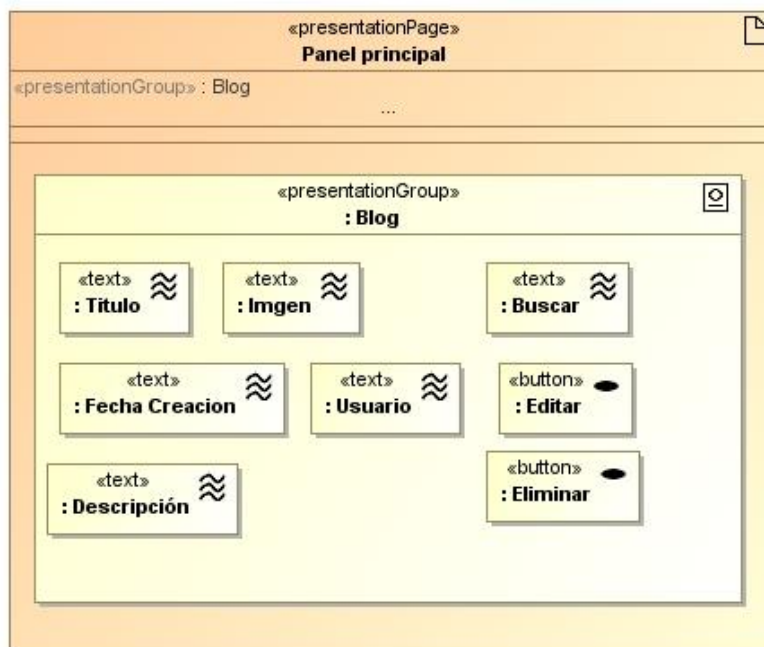 «presentationPage»
Panel principal
«presentationGroup» : Blog
...
«presentationGroup»
: Blog
«text»
: Titulo
«text»
: Imgen
«text»
: Buscar
«text»
: Fecha Creacion
«text»
: Usuario
«button»
: Editar
«text»
: Descripción
«button»
: Eliminar